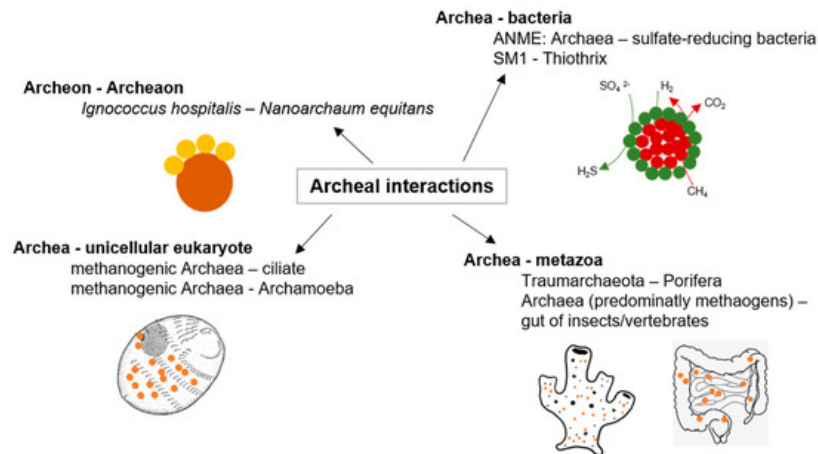 Archea - bacteria
ANME: Archaea – sulfate-reducing bacteria
SM1 - Thiothrix
Archeon - Archeaon
Ignococcus hospitalis – Nanoarchaum equitans
SO₄ ²⁻
H₂
CO₂
H₂S
CH₄
Archeal interactions
Archea - unicellular eukaryote
methanogenic Archaea – ciliate
methanogenic Archaea - Archamoeba
Archea - metazoa
Traumarchaeota – Porifera
Archaea (predominatly methaogens) –
gut of insects/vertebrates